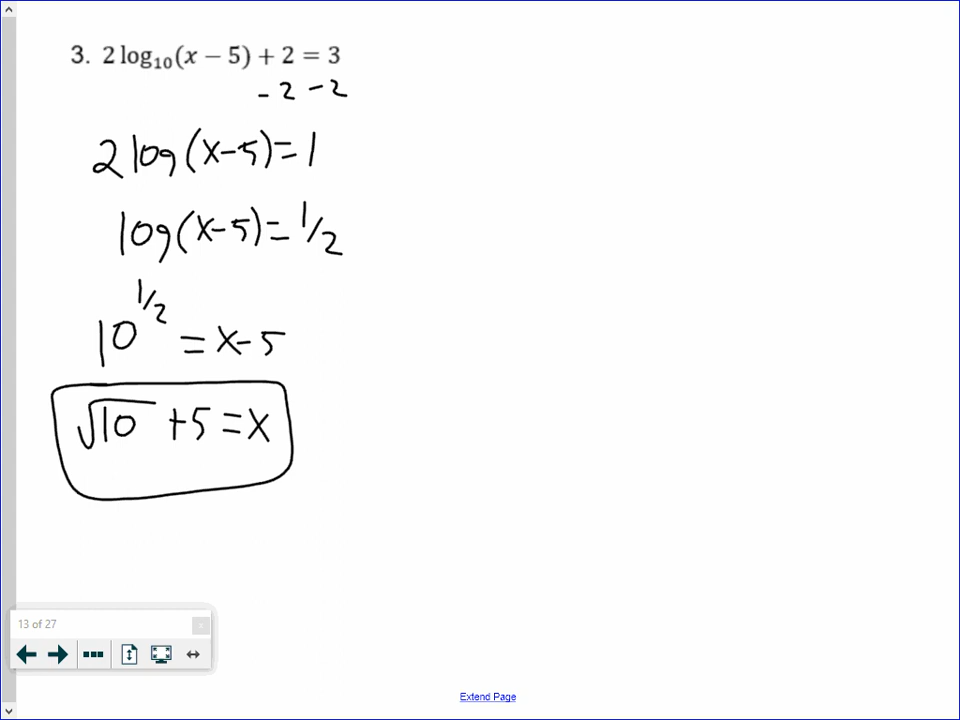 3. 2 log₁₀(x − 5) + 2 = 3
-2 -2
2 log(x-5)=1
log(x-5)=1/2
10^1/2 = x-5
√10 +5=x
13 of 27
Extend Page